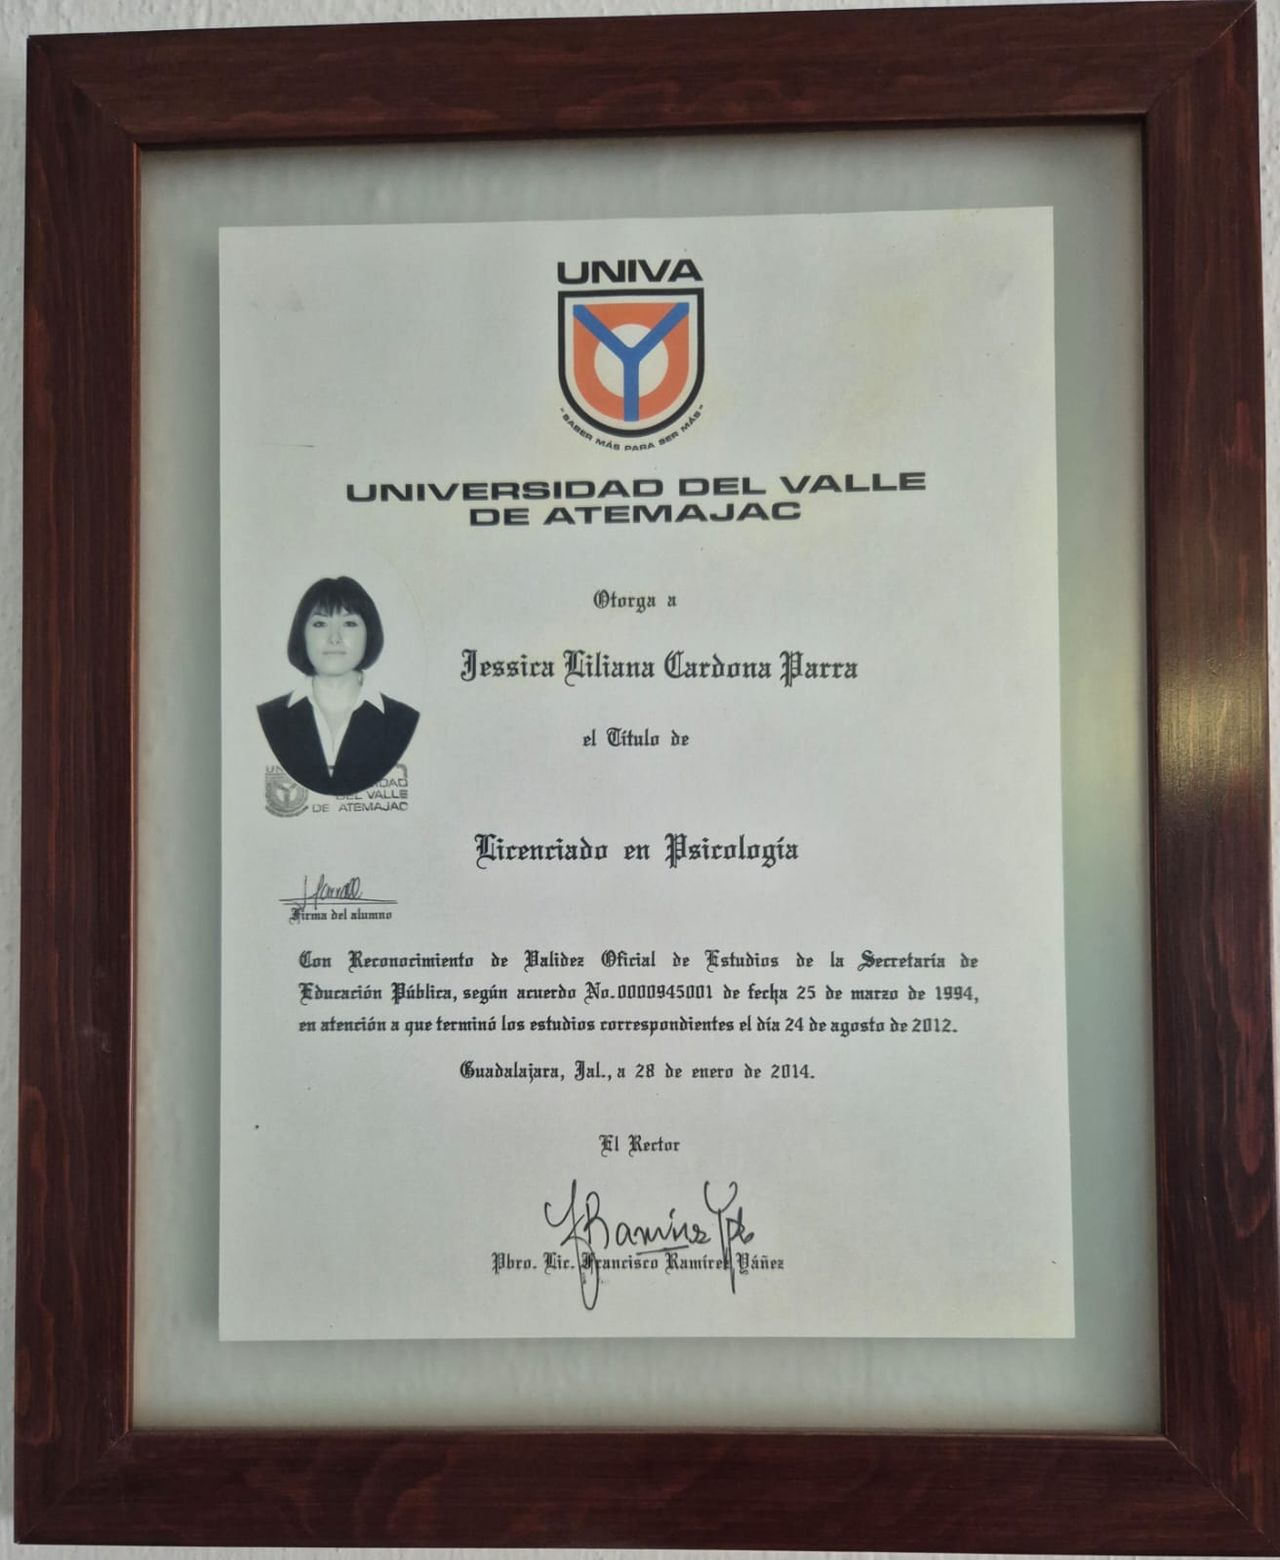 UNIVA
- SABER MÁS PARA SER MÁS -
UNIVERSIDAD DEL VALLE
DE ATEMAJAC
Otorga a
Jessica Liliana Cardona Parra
el Título de
DEL VALLE
DE ATEMAJAC
Licenciado en Psicología
Firma del alumno
Con Reconocimiento de Validez Oficial de Estudios de la Secretaría de
Educación Pública, según acuerdo No.0000945001 de fecha 25 de marzo de 1994,
en atención a que terminó los estudios correspondientes el día 24 de agosto de 2012.
Guadalajara, Jal., a 28 de enero de 2014.
El Rector
Pbro. Lic. Francisco Ramírez Yáñez